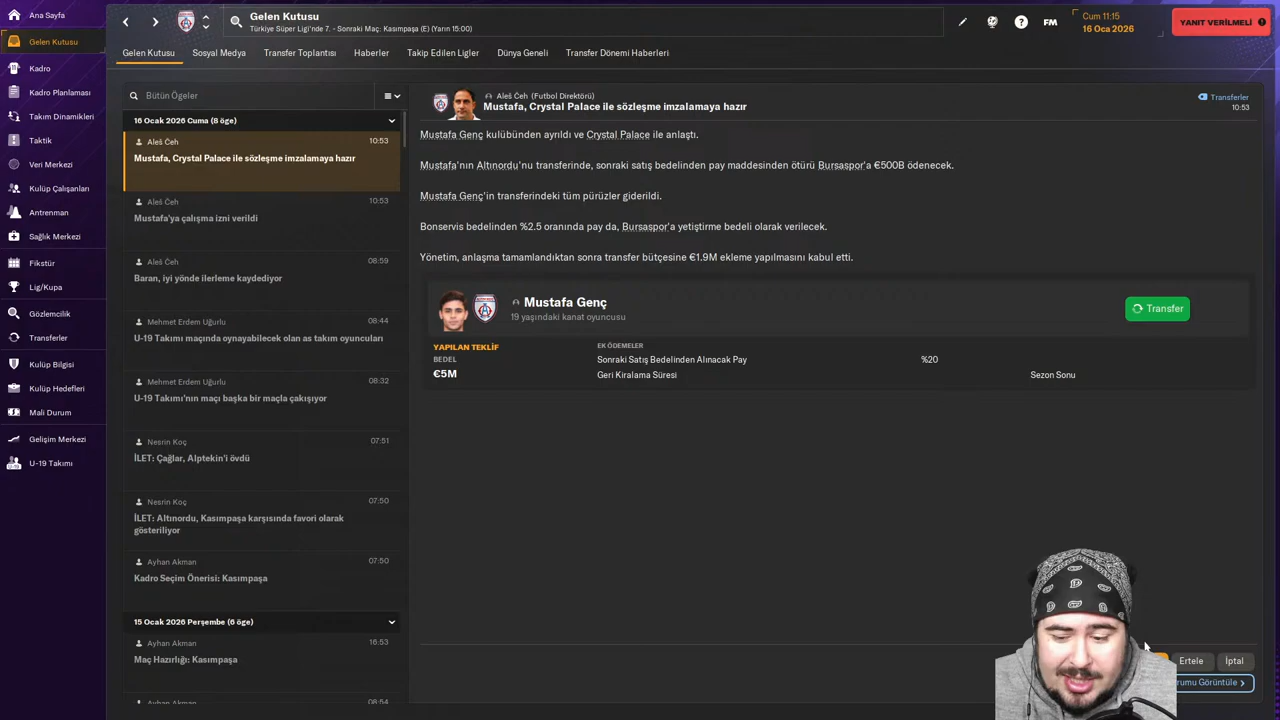 Ana Sayfa
Gelen Kutusu
Kadro
Kadro Planlaması
Takım Dinamikleri
Taktik
Veri Merkezi
Kulüp Çalışanları
Antrenman
Sağlık Merkezi
Fikstür
Lig/Kupa
Gözlemcilik
Transferler
Kulüp Bilgisi
Kulüp Hedefleri
Mali Durum
Gelişim Merkezi
U-19 Takımı
Gelen Kutusu
Türkiye Süper Ligi'nde 7. - Sonraki Maç: Kasımpaşa (E) (Yarın 15:00)
FM
Cum 11:15
16 Oca 2026
YANIT VERİLMELİ
Gelen Kutusu Sosyal Medya Transfer Toplantısı Haberler Takip Edilen Ligler Dünya Geneli Transfer Dönemi Haberleri
Bütün Ögeler
16 Ocak 2026 Cuma (8 öge)
Aleš Čeh 10:53
Mustafa, Crystal Palace ile sözleşme imzalamaya hazır
Aleš Čeh 10:53
Mustafa'ya çalışma izni verildi
Aleš Čeh 08:59
Baran, iyi yönde ilerleme kaydediyor
Mehmet Erdem Uğurlu 08:44
U-19 Takımı maçında oynayabilecek olan as takım oyuncuları
Mehmet Erdem Uğurlu 08:32
U-19 Takımı'nın maçı başka bir maçla çakışıyor
Nesrin Koç 07:51
İLET: Çağlar, Alptekin'i övdü
Nesrin Koç 07:50
İLET: Altınordu, Kasımpaşa karşısında favori olarak
gösteriliyor
Ayhan Akman 07:50
Kadro Seçim Önerisi: Kasımpaşa
15 Ocak 2026 Perşembe (6 öge)
Ayhan Akman 16:53
Maç Hazırlığı: Kasımpaşa
Ayhan Akman 08:54
Aleš Čeh (Futbol Direktörü)
Mustafa, Crystal Palace ile sözleşme imzalamaya hazır
Transferler
10:53
Mustafa Genç kulübünden ayrıldı ve Crystal Palace ile anlaştı.
Mustafa'nın Altınordu'nu transferinde, sonraki satış bedelinden pay maddesinden ötürü Bursaspor'a €500B ödenecek.
Mustafa Genç'in transferindeki tüm pürüzler giderildi.
Bonservis bedelinden %2.5 oranında pay da, Bursaspor'a yetiştirme bedeli olarak verilecek.
Yönetim, anlaşma tamamlandıktan sonra transfer bütçesine €1.9M ekleme yapılmasını kabul etti.
Mustafa Genç
19 yaşındaki kanat oyuncusu
Transfer
YAPILAN TEKLİF
BEDEL
€5M
EK ÖDEMELER
Sonraki Satış Bedelinden Alınacak Pay %20
Geri Kiralama Süresi Sezon Sonu
Ertele İptal
Görüntüle